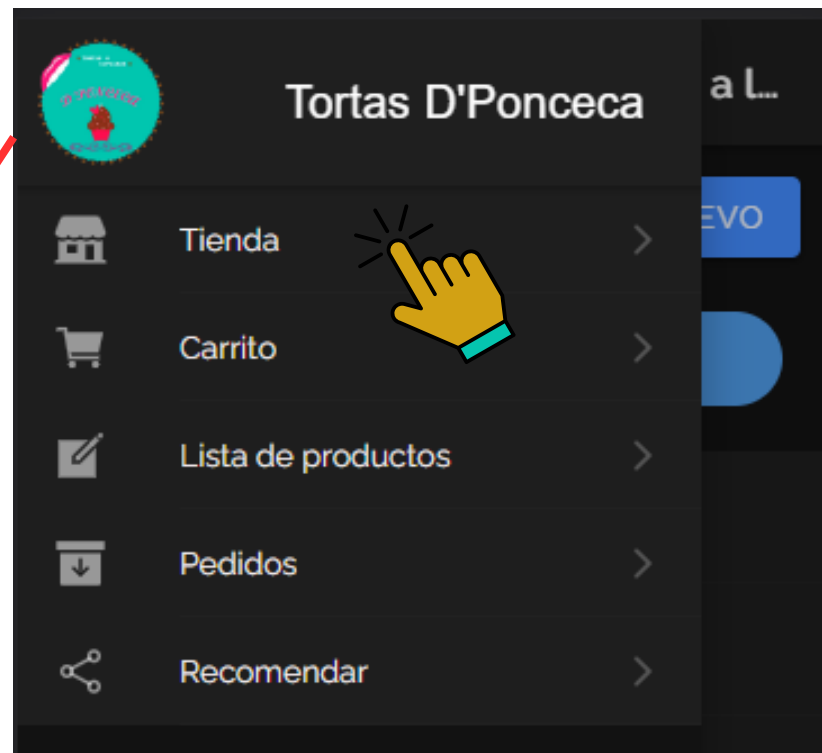 Tortas D'Ponceca
a l...
Tienda
EVO
Carrito
Lista de productos
Pedidos
Recomendar